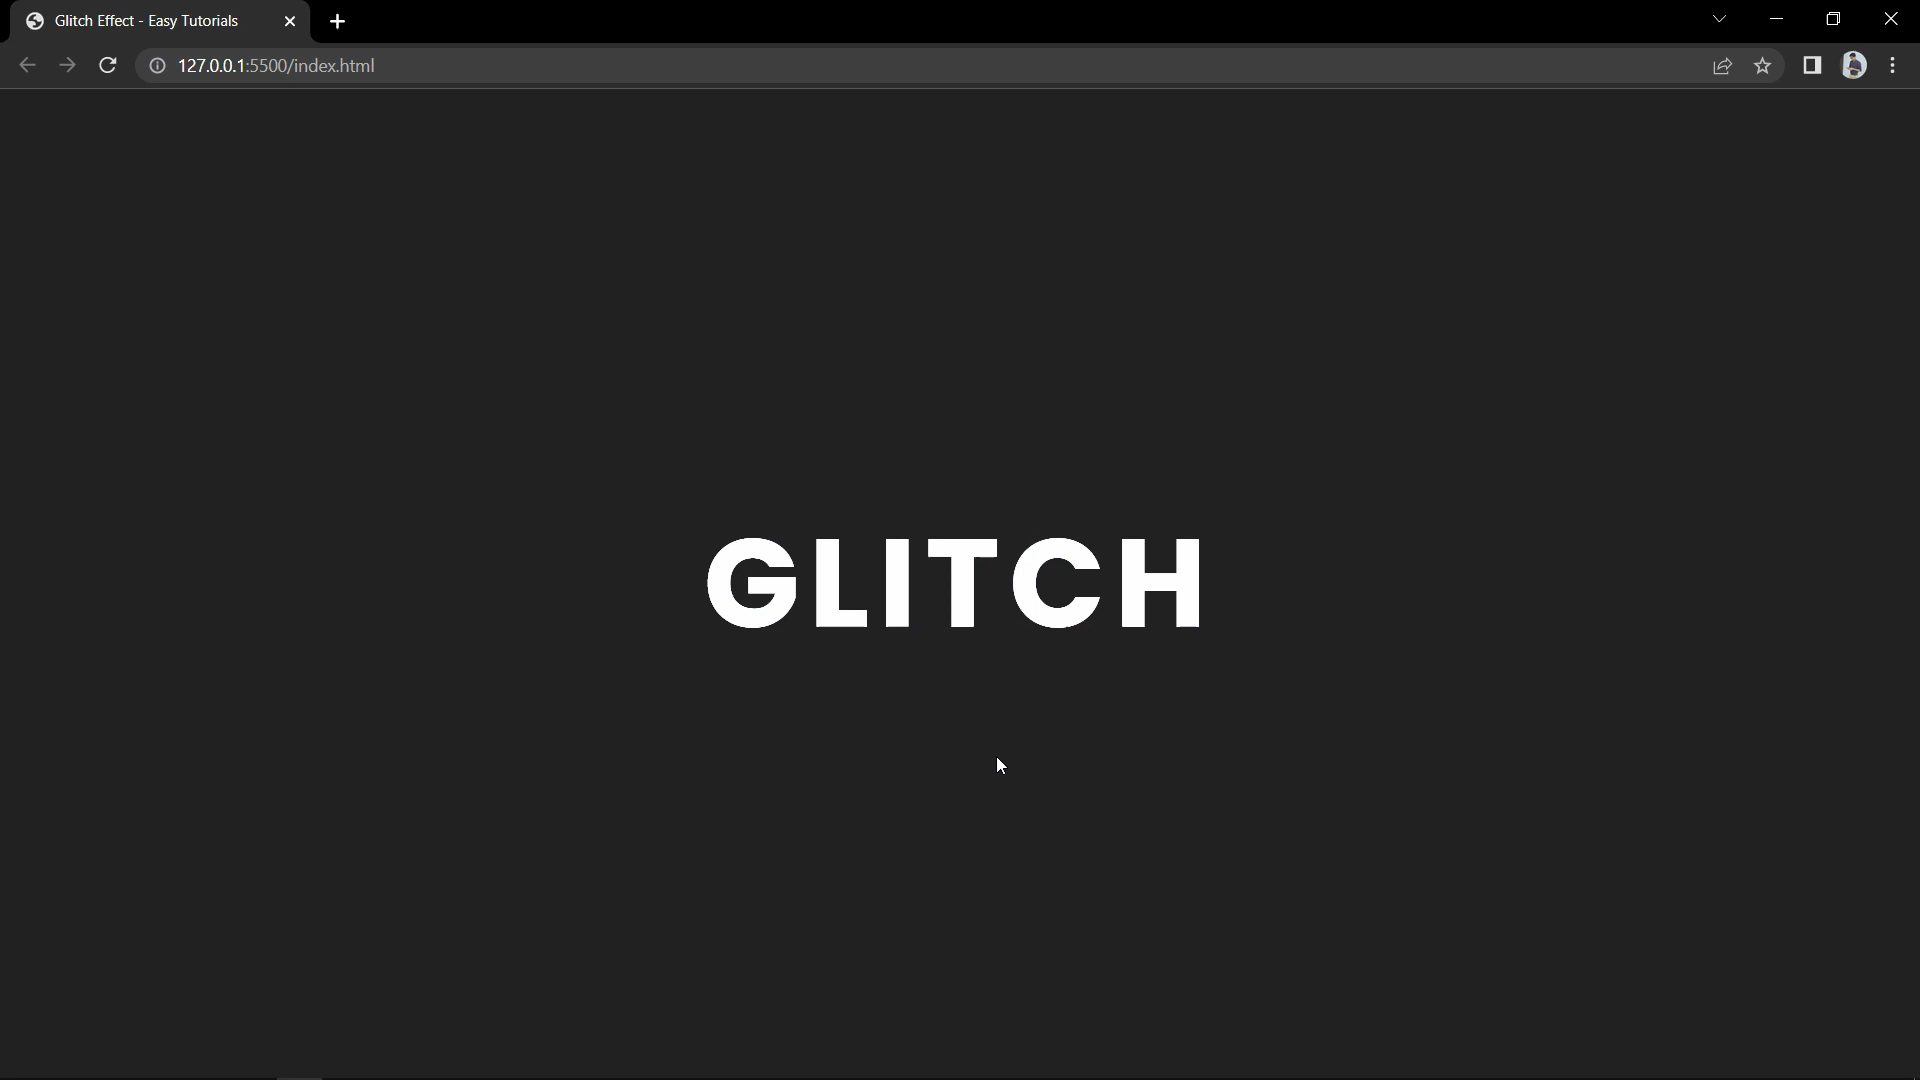 Glitch Effect - Easy Tutorials
127.0.0.1:5500/index.html
GLITCH